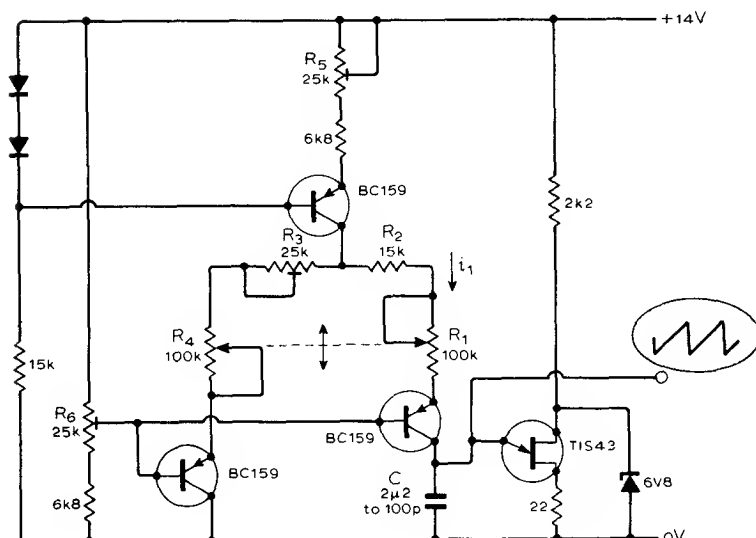 +14V
R5
25k
6k8
BC159
2k2
R3
25k
R2
15k
i1
R4
100k
R1
100k
15k
R6
25k
BC159
BC159
TIS43
C
2μ2
to 100p
6V8
22
6k8
0V